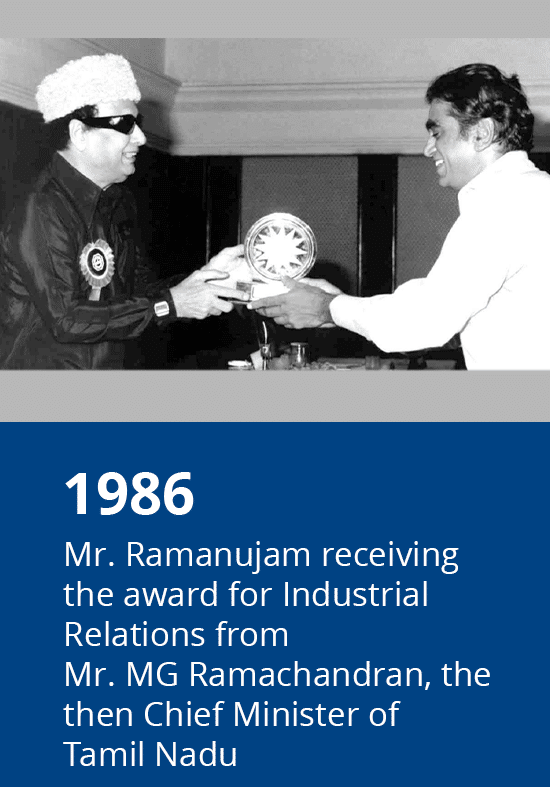 1986
Mr. Ramanujam receiving
the award for Industrial
Relations from
Mr. MG Ramachandran, the
then Chief Minister of
Tamil Nadu